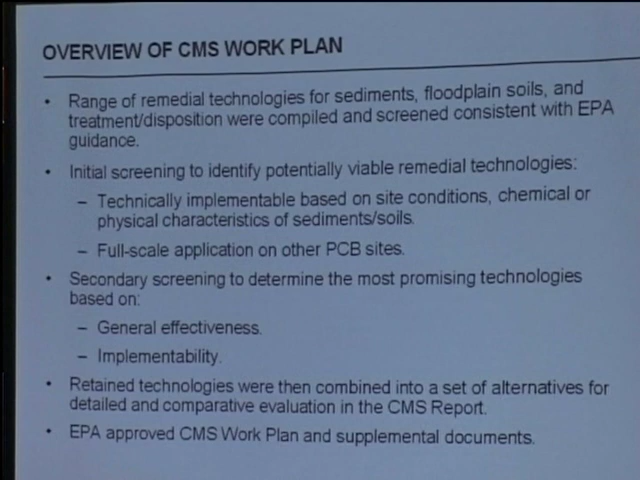 OVERVIEW OF CMS WORK PLAN
• Range of remedial technologies for sediments, floodplain soils, and
treatment/disposition were compiled and screened consistent with EPA
guidance.
• Initial screening to identify potentially viable remedial technologies:
– Technically implementable based on site conditions, chemical or
physical characteristics of sediments/soils.
– Full-scale application on other PCB sites.
• Secondary screening to determine the most promising technologies
based on:
– General effectiveness.
– Implementability.
• Retained technologies were then combined into a set of alternatives for
detailed and comparative evaluation in the CMS Report.
• EPA approved CMS Work Plan and supplemental documents.